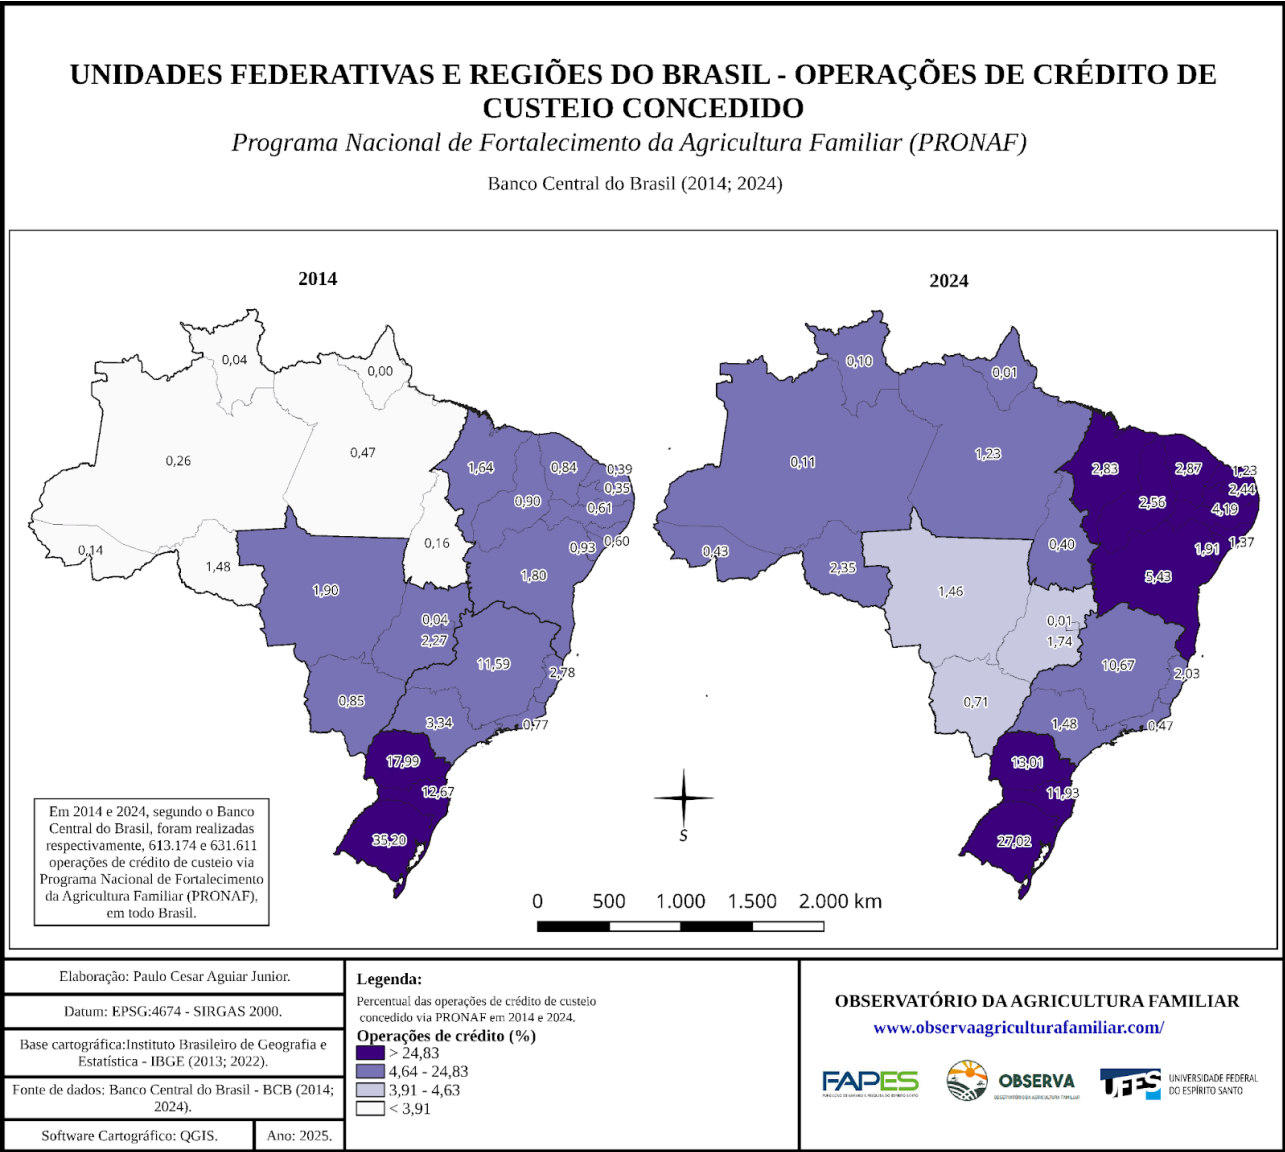 UNIDADES FEDERATIVAS E REGIÕES DO BRASIL - OPERAÇÕES DE CRÉDITO DE
CUSTEIO CONCEDIDO
Programa Nacional de Fortalecimento da Agricultura Familiar (PRONAF)
Banco Central do Brasil (2014; 2024)
2014
0,04
0,00
0,26
0,47
1,64
0,84
0,39
0,35
0,90
0,61
0,14
1,48
0,16
0,93
0,60
1,90
1,80
0,04
2,27
11,59
2,78
0,85
3,34
0,77
17,99
12,67
35,20
2024
0,10
0,01
0,11
1,23
2,83
2,87
1,23
2,44
2,56
4,19
0,43
2,35
0,40
1,91
1,37
1,46
5,43
0,01
1,74
10,67
2,03
0,71
1,48
0,47
13,01
11,93
27,02
Em 2014 e 2024, segundo o Banco
Central do Brasil, foram realizadas
respectivamente, 613.174 e 631.611
operações de crédito de custeio via
Programa Nacional de Fortalecimento
da Agricultura Familiar (PRONAF),
em todo Brasil.
S
0 500 1.000 1.500 2.000 km
Elaboração: Paulo Cesar Aguiar Junior.
Datum: EPSG:4674 - SIRGAS 2000.
Base cartográfica:Instituto Brasileiro de Geografia e
Estatística - IBGE (2013; 2022).
Fonte de dados: Banco Central do Brasil - BCB (2014;
2024).
Software Cartográfico: QGIS.
Ano: 2025.
Legenda:
Percentual das operações de crédito de custeio
concedido via PRONAF em 2014 e 2024.
Operações de crédito (%)
> 24,83
4,64 - 24,83
3,91 - 4,63
< 3,91
OBSERVATÓRIO DA AGRICULTURA FAMILIAR
www.observaagriculturafamiliar.com/
FAPES
OBSERVA
OBSERVATÓRIO DA AGRICULTURA FAMILIAR
UFES
UNIVERSIDADE FEDERAL
DO ESPÍRITO SANTO